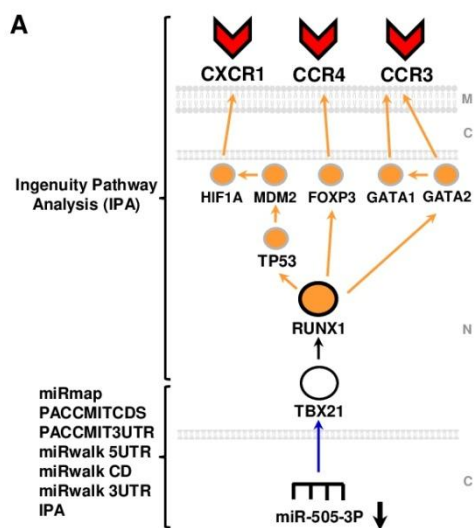 A
CXCR1 CCR4 CCR3
M
C
Ingenuity Pathway
Analysis (IPA)
HIF1A MDM2 FOXP3 GATA1 GATA2
TP53
RUNX1
N
TBX21
miRmap
PACCMITCDS
PACCMIT3UTR
miRwalk 5UTR
miRwalk CD
miRwalk 3UTR
IPA
C
miR-505-3P